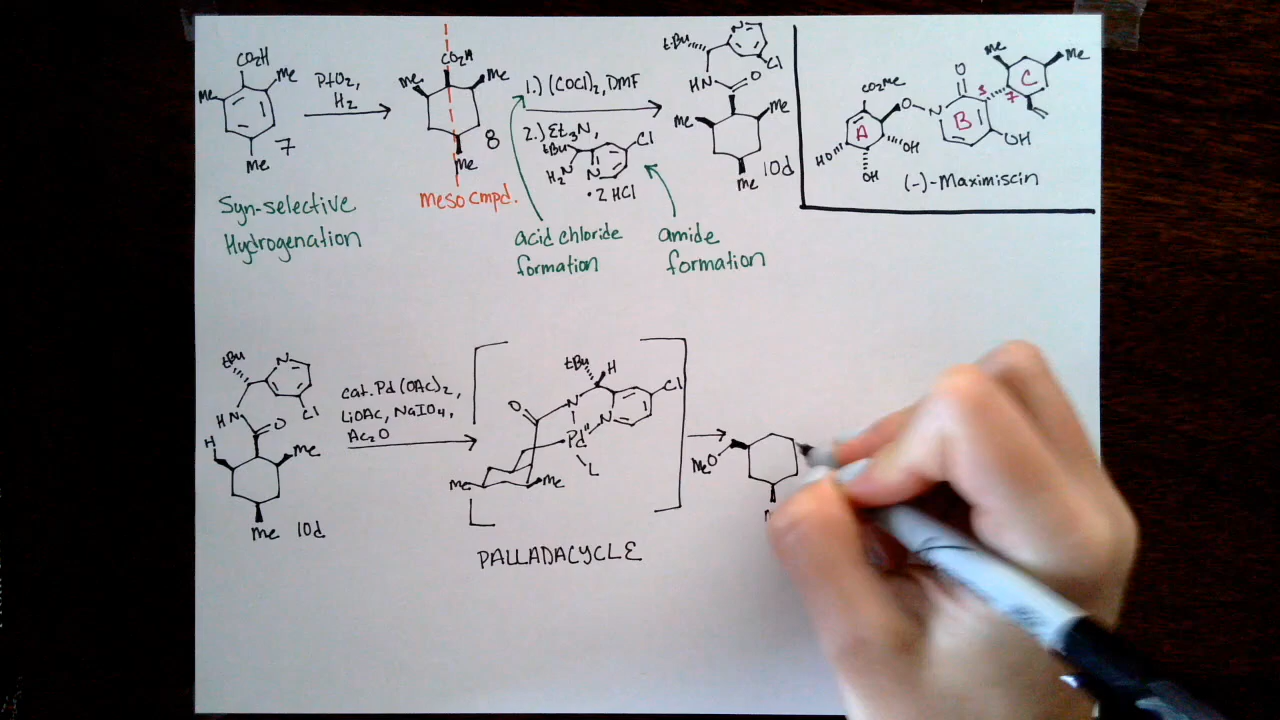 CO₂H
Me
Me
Me
7
PtO₂,
H₂
CO₂H
Me
Me
Me
8
meso cmpd.
Syn-selective
Hydrogenation
1.) (COCl)₂, DMF
2.) Et₃N,
tBu
H₂N
N
Cl
• 2 HCl
acid chloride
formation
amide
formation
t-Bu
N
Cl
HN
O
Me
Me
Me
10d
CO₂Me
O
N
O
A
B
C
5
7
Me
Me
HO
OH
OH
OH
(-)-Maximiscin
tBu
N
Cl
HN
O
H
Me
Me
10d
cat. Pd(OAc)₂,
LiOAc, NaIO₄,
Ac₂O
tBu
H
Cl
O
N
N
Pd"
L
Me
Me
PALLADACYCLE
MeO